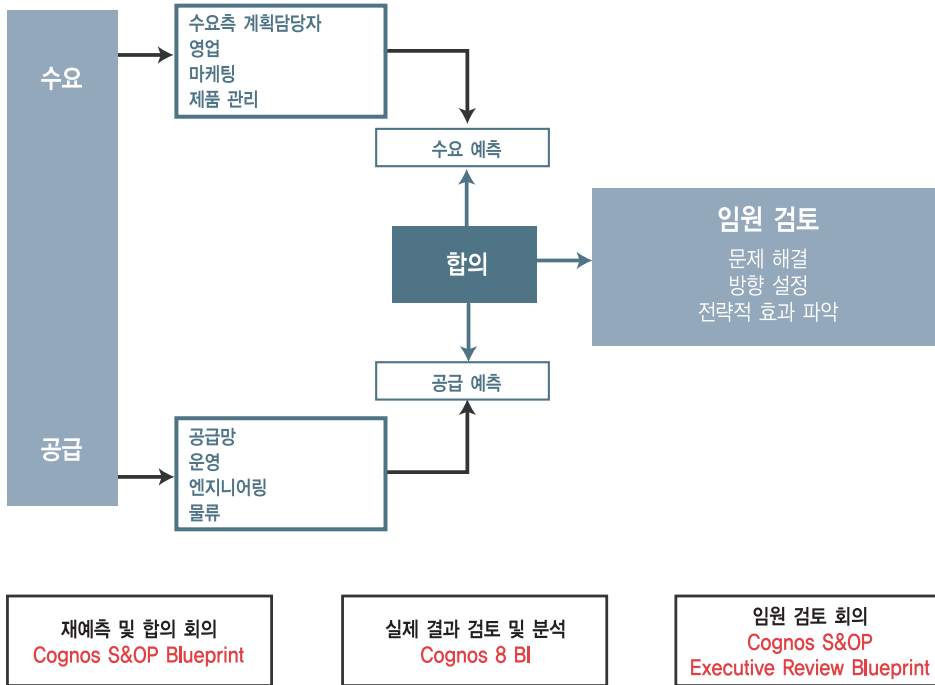 수요
수요측 계획담당자
영업
마케팅
제품 관리
수요 예측
합의
임원 검토
문제 해결
방향 설정
전략적 효과 파악
공급 예측
공급
공급망
운영
엔지니어링
물류
재예측 및 합의 회의
Cognos S&OP Blueprint
실제 결과 검토 및 분석
Cognos 8 BI
임원 검토 회의
Cognos S&OP
Executive Review Blueprint